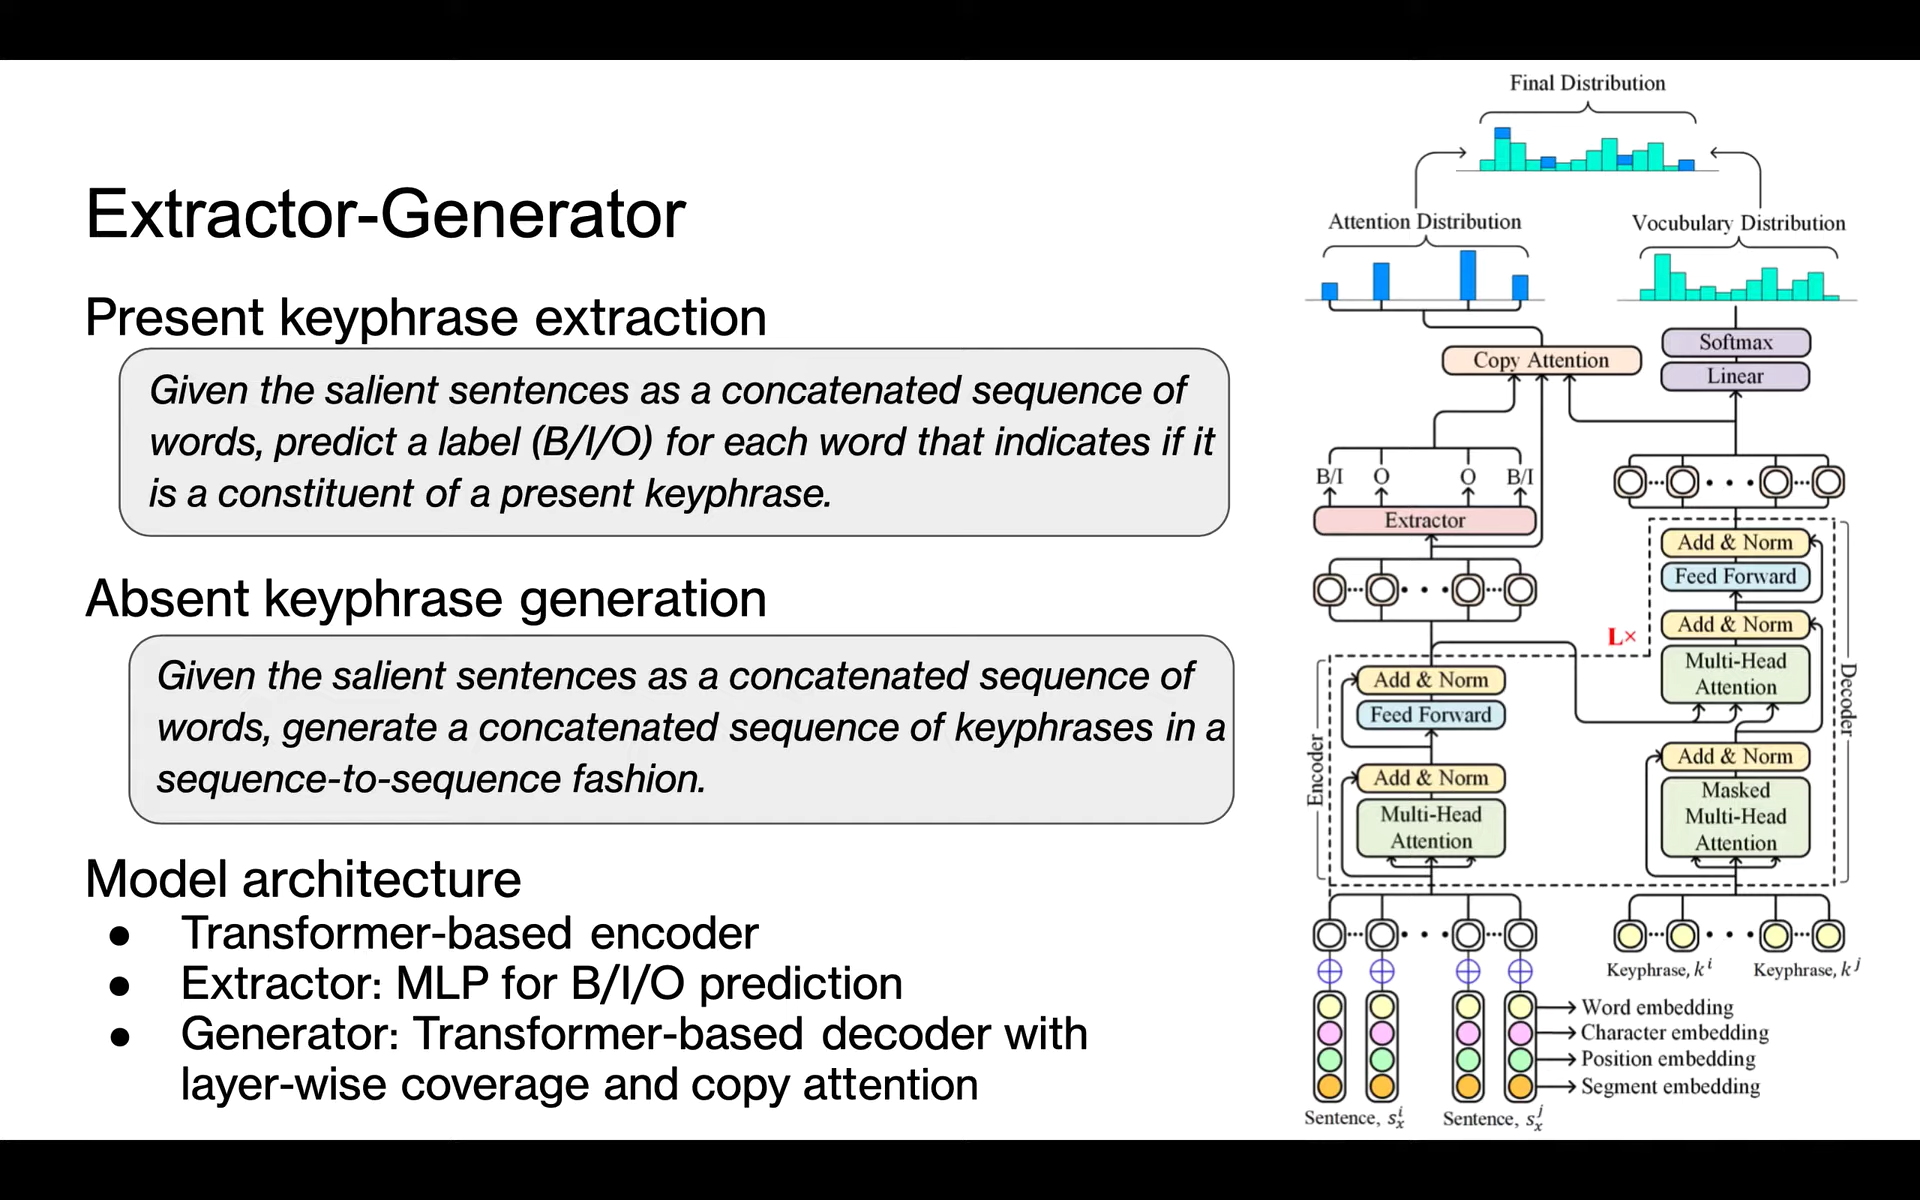 Extractor-Generator
Present keyphrase extraction
Given the salient sentences as a concatenated sequence of
words, predict a label (B/I/O) for each word that indicates if it
is a constituent of a present keyphrase.
Absent keyphrase generation
Given the salient sentences as a concatenated sequence of
words, generate a concatenated sequence of keyphrases in a
sequence-to-sequence fashion.
Model architecture
● Transformer-based encoder
● Extractor: MLP for B/I/O prediction
● Generator: Transformer-based decoder with
layer-wise coverage and copy attention
Final Distribution
Attention Distribution
Vocubulary Distribution
Softmax
Copy Attention
Linear
B/I O O B/I
Extractor
Add & Norm
Feed Forward
Add & Norm
L×
Multi-Head
Attention
Decoder
Add & Norm
Feed Forward
Encoder
Add & Norm
Multi-Head
Attention
Add & Norm
Masked
Multi-Head
Attention
Keyphrase, k^i
Keyphrase, k^j
Word embedding
Character embedding
Position embedding
Segment embedding
Sentence, s_x^i
Sentence, s_x^j